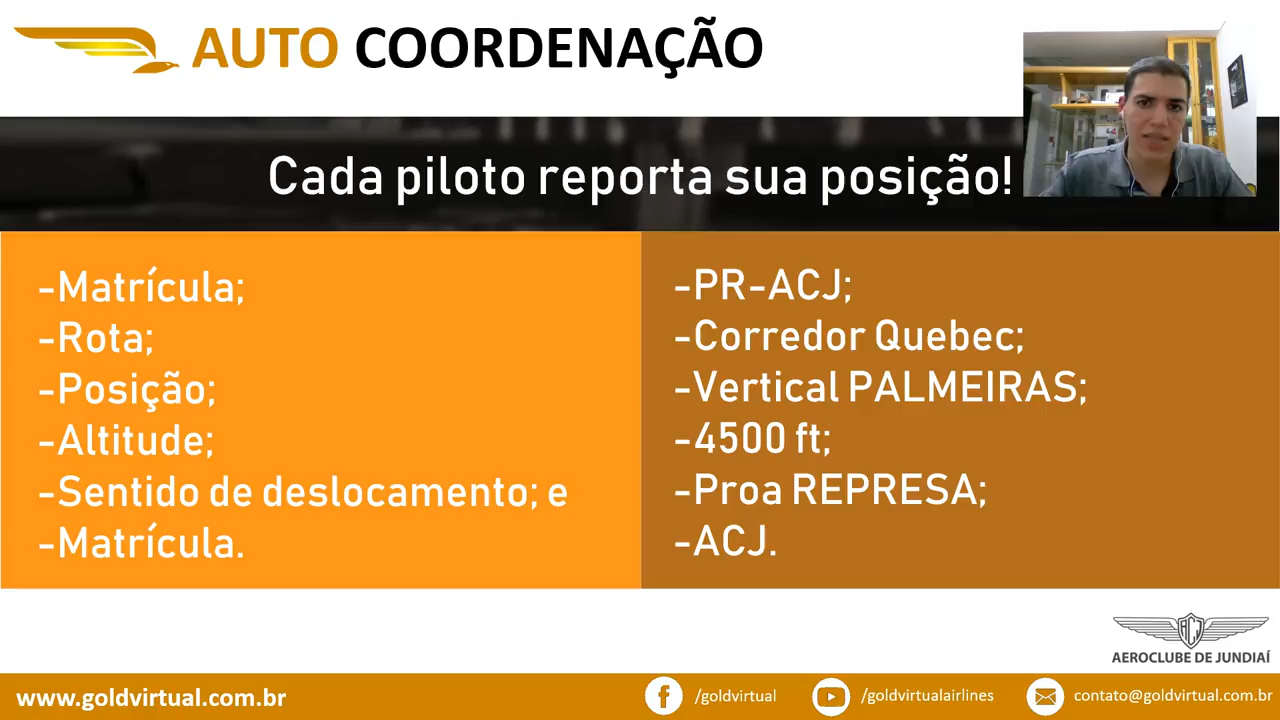 AUTO COORDENAÇÃO
Cada piloto reporta sua posição!
-Matrícula;
-Rota;
-Posição;
-Altitude;
-Sentido de deslocamento; e
-Matrícula.
-PR-ACJ;
-Corredor Quebec;
-Vertical PALMEIRAS;
-4500 ft;
-Proa REPRESA;
-ACJ.
ACJ
AEROCLUBE DE JUNDIAÍ
www.goldvirtual.com.br
/goldvirtual
/goldvirtualairlines
contato@goldvirtual.com.br